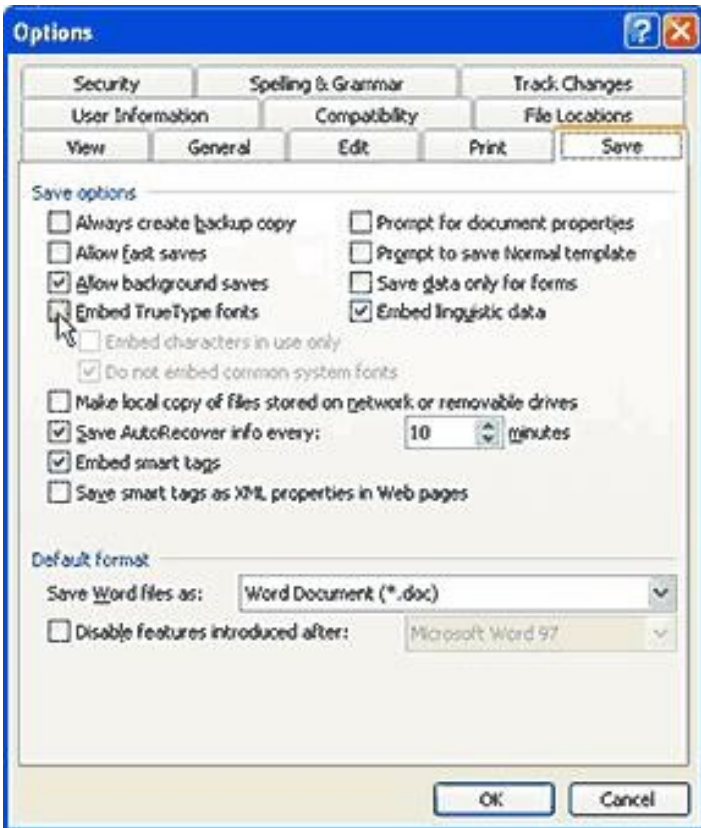 Options
Security Spelling & Grammar Track Changes
User Information Compatibility File Locations
View General Edit Print Save
Save options
Always create backup copy Prompt for document properties
Allow fast saves Prompt to save Normal template
Allow background saves Save data only for forms
Embed TrueType fonts Embed linguistic data
Embed characters in use only
Do not embed common system fonts
Make local copy of files stored on network or removable drives
Save AutoRecover info every: 10 minutes
Embed smart tags
Save smart tags as XML properties in Web pages
Default format
Save Word files as: Word Document (*.doc)
Disable features introduced after: Microsoft Word 97
OK Cancel